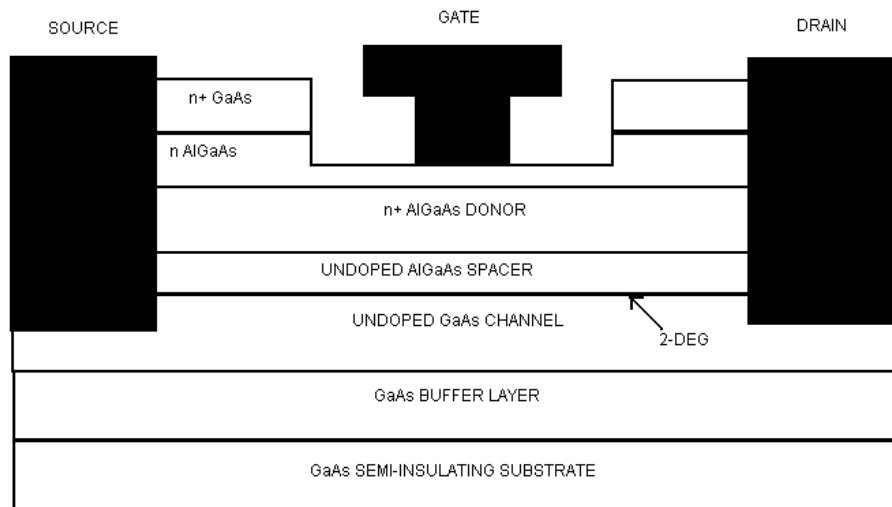 SOURCE
GATE
DRAIN
n+ GaAs
n AlGaAs
n+ AlGaAs DONOR
UNDOPED AlGaAs SPACER
UNDOPED GaAs CHANNEL
2-DEG
GaAs BUFFER LAYER
GaAs SEMI-INSULATING SUBSTRATE